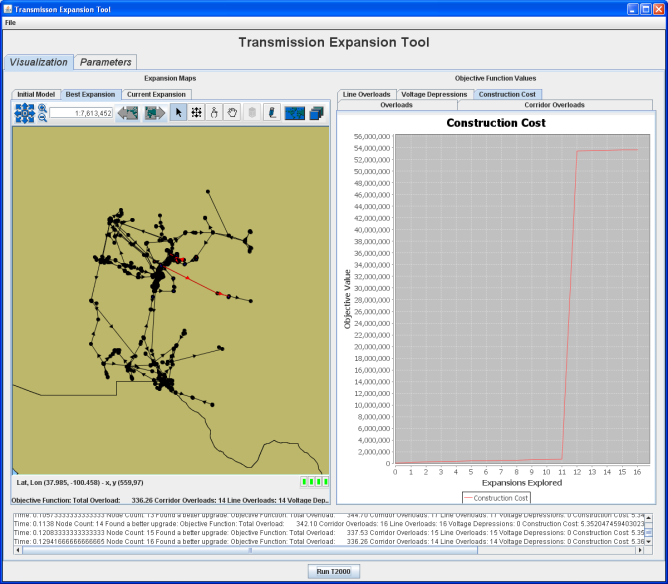 Transmisson Expansion Tool
File
Transmission Expansion Tool
Visualization Parameters
Expansion Maps
Objective Function Values
Initial Model Best Expansion Current Expansion
Line Overloads Voltage Depressions Construction Cost
Overloads Corridor Overloads
1:7,613,452
Construction Cost
56,000,000
54,000,000
52,000,000
50,000,000
48,000,000
46,000,000
44,000,000
42,000,000
40,000,000
38,000,000
36,000,000
34,000,000
32,000,000
30,000,000
28,000,000
26,000,000
24,000,000
22,000,000
20,000,000
18,000,000
16,000,000
14,000,000
12,000,000
10,000,000
8,000,000
6,000,000
4,000,000
2,000,000
0
Objective Value
0 1 2 3 4 5 6 7 8 9 10 11 12 13 14 15 16
Expansions Explored
Construction Cost
Lat, Lon (37.985, -100.458) - x, y (559,97)
Objective Function: Total Overload: 336.26 Corridor Overloads: 14 Line Overloads: 14 Voltage Dep...
Time: 0.1057333333333333 Node Count: 13 Found a better upgrade: Objective Function: Total Overload: 344.70 Corridor Overloads: 11 Line Overloads: 11 Voltage Depressions: 0 Construction Cost: 5.34
Time: 0.1138 Node Count: 14 Found a better upgrade: Objective Function: Total Overload: 342.10 Corridor Overloads: 16 Line Overloads: 16 Voltage Depressions: 0 Construction Cost: 5.352047459403023
Time: 0.12083333333333333 Node Count: 15 Found a better upgrade: Objective Function: Total Overload: 337.53 Corridor Overloads: 15 Line Overloads: 15 Voltage Depressions: 0 Construction Cost: 5.35
Time: 0.12941666666666665 Node Count: 16 Found a better upgrade: Objective Function: Total Overload: 336.26 Corridor Overloads: 14 Line Overloads: 14 Voltage Depressions: 0 Construction Cost: 5.36
Run T2000